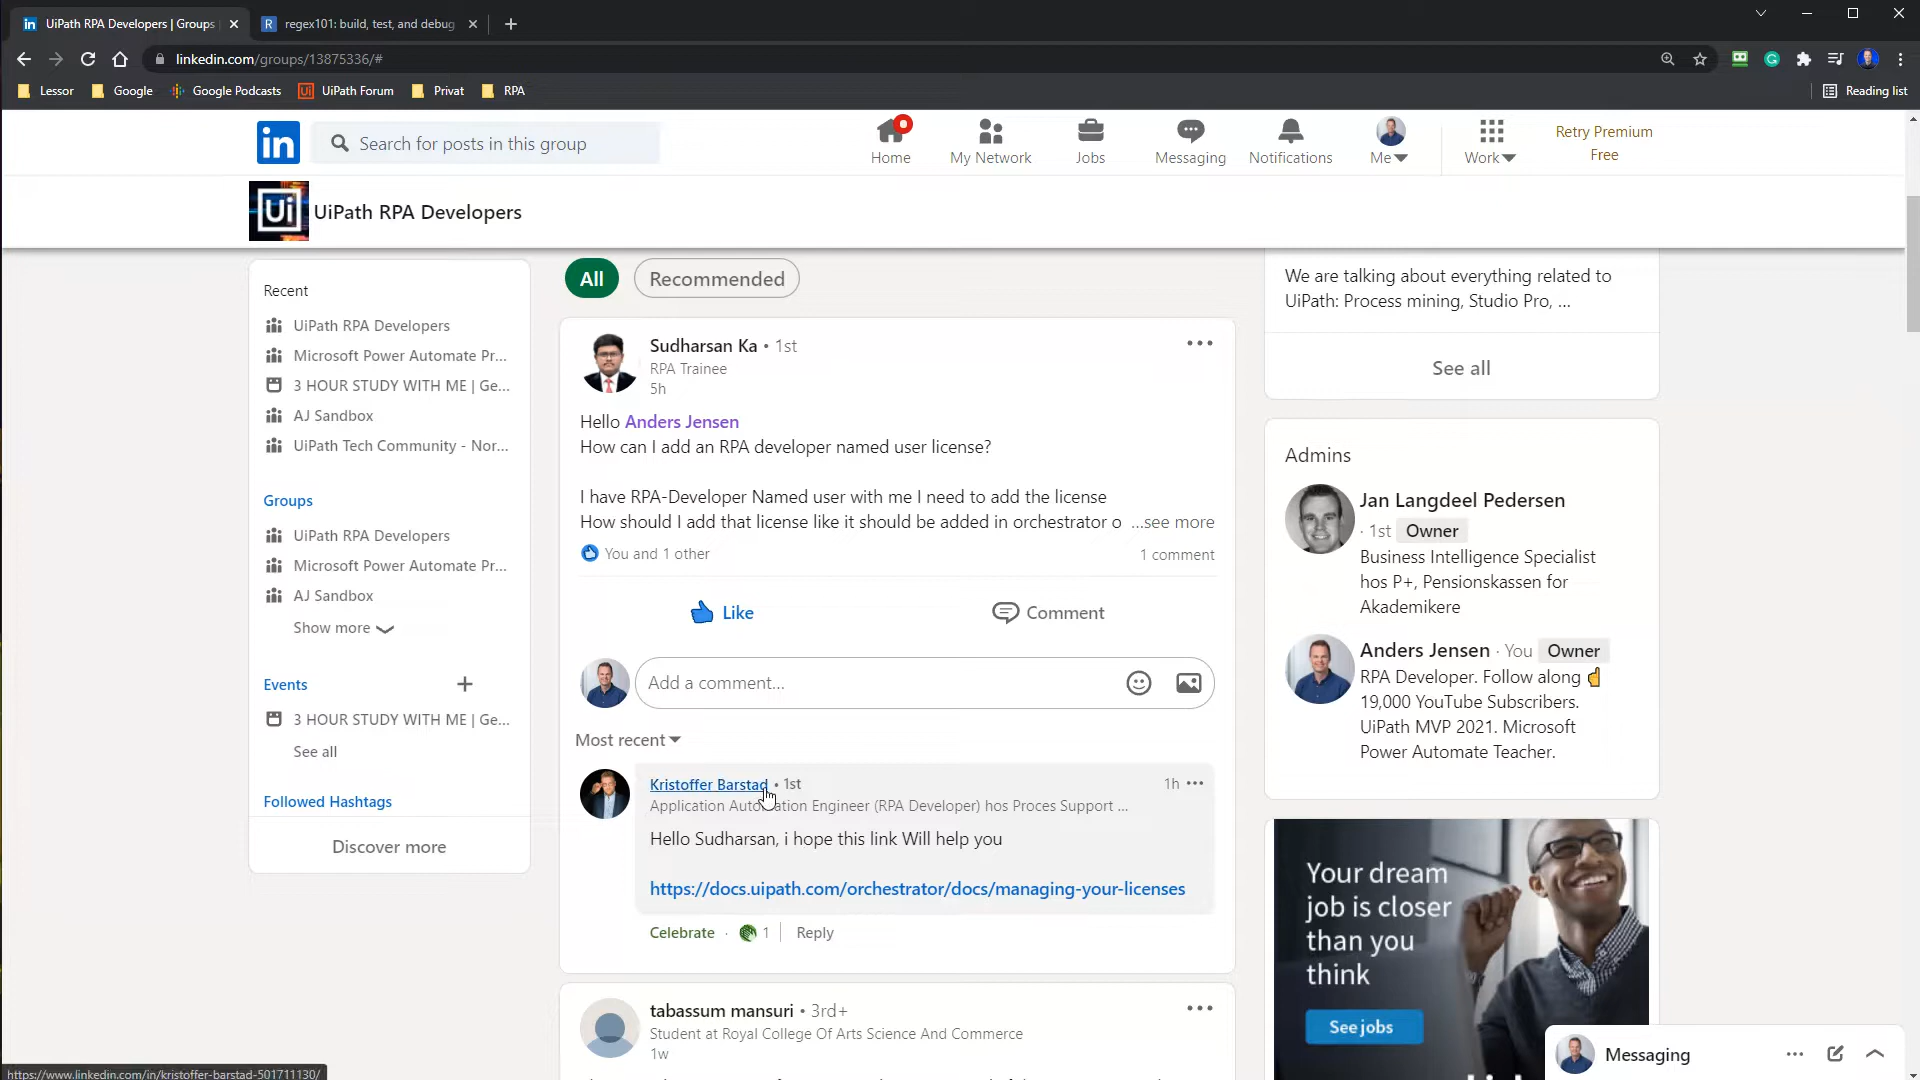 UiPath RPA Developers | Groups
regex101: build, test, and debug
linkedin.com/groups/13875336/#
Lessor
Google
Google Podcasts
UiPath Forum
Privat
RPA
Reading list
in
Search for posts in this group
Home
My Network
Jobs
Messaging
Notifications
Me
Work
Retry Premium
Free
Ui
UiPath RPA Developers
Recent
UiPath RPA Developers
Microsoft Power Automate Pr...
3 HOUR STUDY WITH ME | Ge...
AJ Sandbox
UiPath Tech Community - Nor...
Groups
UiPath RPA Developers
Microsoft Power Automate Pr...
AJ Sandbox
Show more
Events
3 HOUR STUDY WITH ME | Ge...
See all
Followed Hashtags
Discover more
All
Recommended
Sudharsan Ka • 1st
RPA Trainee
5h
Hello Anders Jensen
How can I add an RPA developer named user license?
I have RPA-Developer Named user with me I need to add the license
How should I add that license like it should be added in orchestrator o ...see more
You and 1 other
1 comment
Like
Comment
Add a comment...
Most recent
Kristoffer Barstad • 1st
1h
Application Automation Engineer (RPA Developer) hos Proces Support ...
Hello Sudharsan, i hope this link Will help you
https://docs.uipath.com/orchestrator/docs/managing-your-licenses
Celebrate · 1 | Reply
tabassum mansuri • 3rd+
Student at Royal College Of Arts Science And Commerce
1w
We are talking about everything related to
UiPath: Process mining, Studio Pro, ...
See all
Admins
Jan Langdeel Pedersen
· 1st Owner
Business Intelligence Specialist
hos P+, Pensionskassen for
Akademikere
Anders Jensen · You Owner
RPA Developer. Follow along
19,000 YouTube Subscribers.
UiPath MVP 2021. Microsoft
Power Automate Teacher.
Your dream
job is closer
than you
think
See jobs
Messaging
https://www.linkedin.com/in/kristoffer-barstad-501711130/